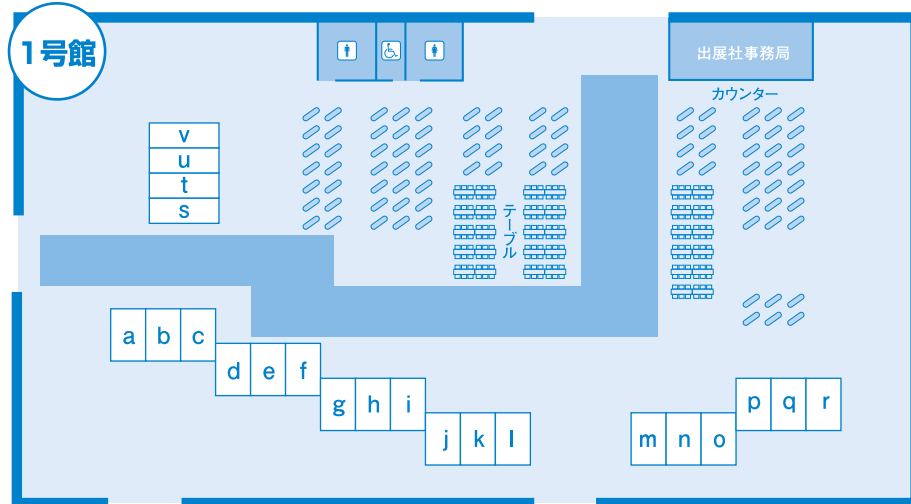 1号館
出展社事務局
カウンター
v
u
t
s
テーブル
a b c
d e f
g h i
j k l
m n o
p q r